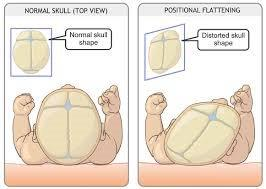 NORMAL SKULL (TOP VIEW)
Normal skull
shape
POSITIONAL FLATTENING
Distorted skull
shape